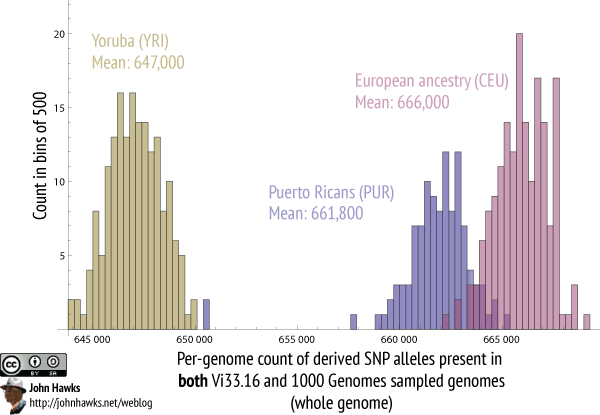 Yoruba (YRI)
Mean: 647,000
European ancestry (CEU)
Mean: 666,000
Puerto Ricans (PUR)
Mean: 661,800
Count in bins of 500
20
15
10
5
645 000
650 000
655 000
660 000
665 000
Per-genome count of derived SNP alleles present in
both Vi33.16 and 1000 Genomes sampled genomes
(whole genome)
cc
BY SA
John Hawks
http://johnhawks.net/weblog